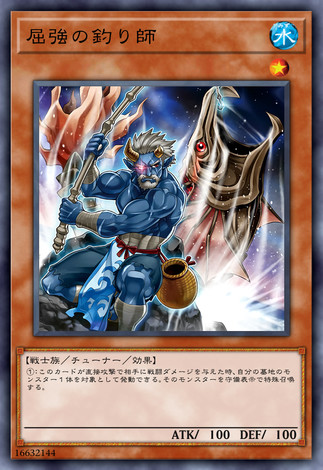 屈強の釣り師
水
【戦士族／チューナー／効果】
①：このカードが直接攻撃で相手に戦闘ダメージを与えた時、自分の墓地のモ
ンスター１体を対象として発動できる。そのモンスターを守備表示で特殊召喚
する。
ATK/ 100 DEF/ 100
16632144